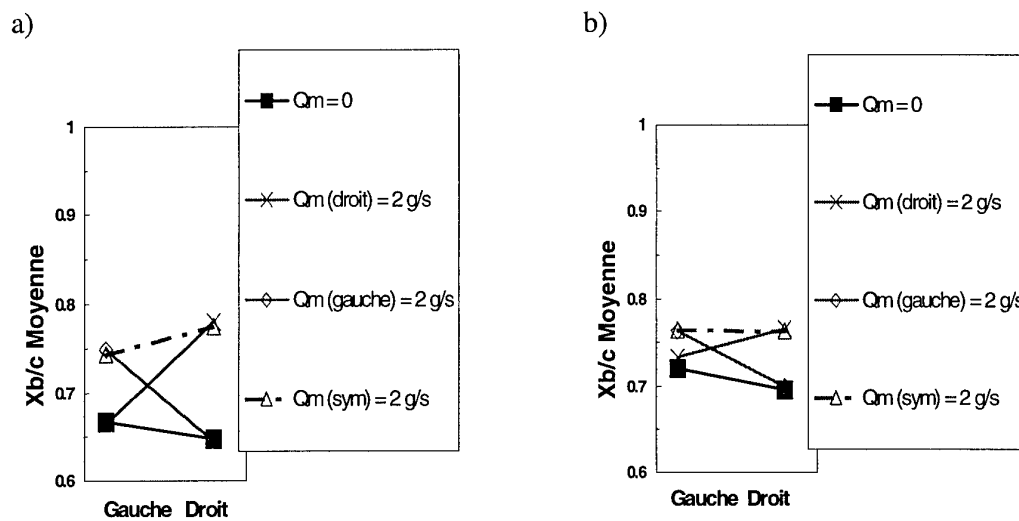 a)
Qm = 0
Qm (droit) = 2 g/s
Qm (gauche) = 2 g/s
Qm (sym) = 2 g/s
1
0.9
0.8
0.7
0.6
Xb/c Moyenne
Gauche Droit
b)
Qm = 0
Qm (droit) = 2 g/s
Qm (gauche) = 2 g/s
Qm (sym) = 2 g/s
1
0.9
0.8
0.7
0.6
Xb/c Moyenne
Gauche Droit